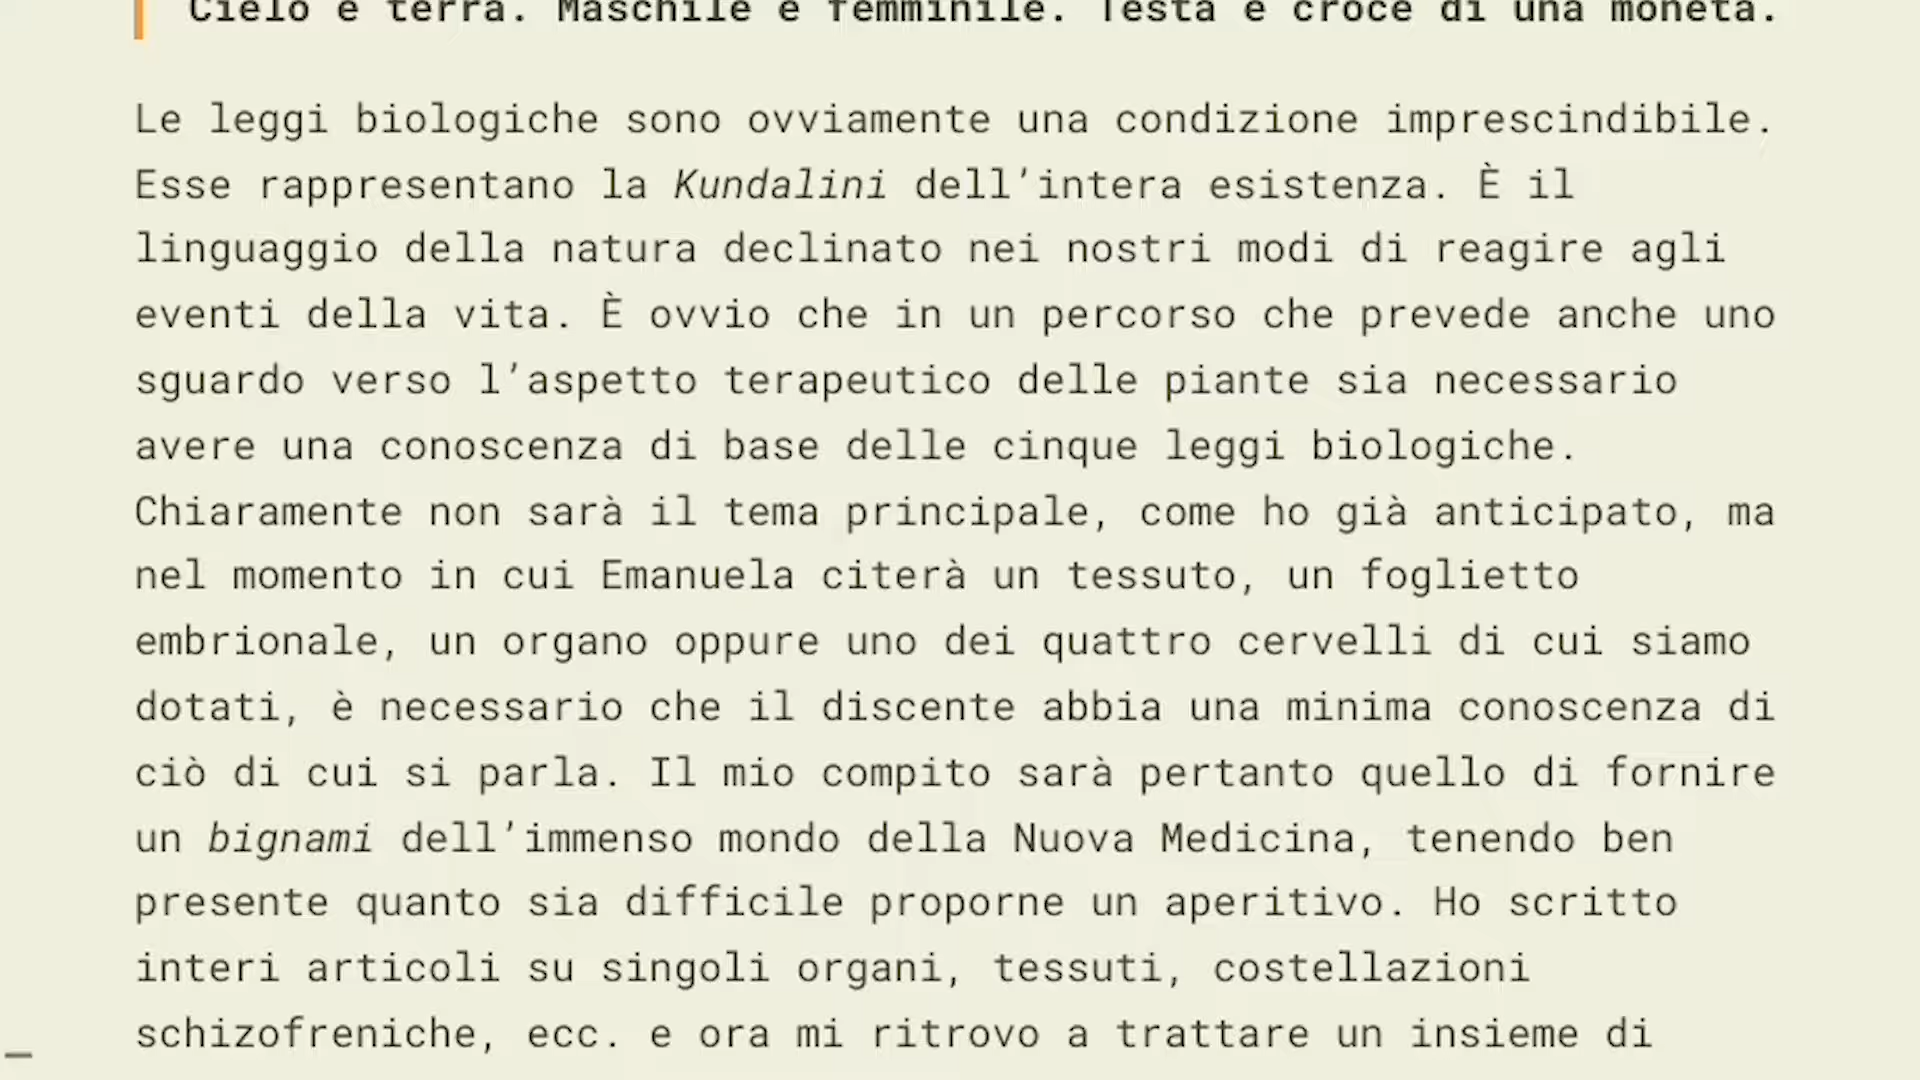 Cielo e terra. Maschile e femminile. Testa e croce di una moneta.
Le leggi biologiche sono ovviamente una condizione imprescindibile.
Esse rappresentano la Kundalini dell’intera esistenza. È il
linguaggio della natura declinato nei nostri modi di reagire agli
eventi della vita. È ovvio che in un percorso che prevede anche uno
sguardo verso l’aspetto terapeutico delle piante sia necessario
avere una conoscenza di base delle cinque leggi biologiche.
Chiaramente non sarà il tema principale, come ho già anticipato, ma
nel momento in cui Emanuela citerà un tessuto, un foglietto
embrionale, un organo oppure uno dei quattro cervelli di cui siamo
dotati, è necessario che il discente abbia una minima conoscenza di
ciò di cui si parla. Il mio compito sarà pertanto quello di fornire
un bignami dell’immenso mondo della Nuova Medicina, tenendo ben
presente quanto sia difficile proporne un aperitivo. Ho scritto
interi articoli su singoli organi, tessuti, costellazioni
schizofreniche, ecc. e ora mi ritrovo a trattare un insieme di